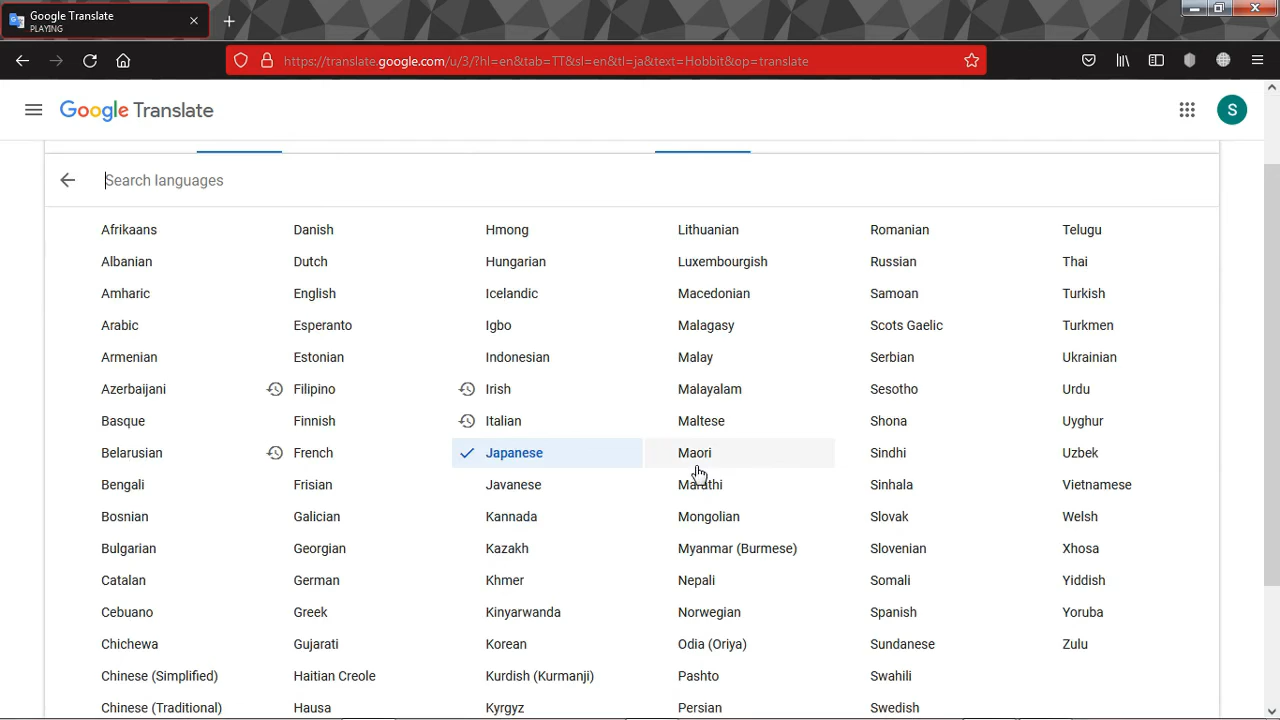 Google Translate
PLAYING
https://translate.google.com/u/3/?hl=en&tab=TT&sl=en&tl=ja&text=Hobbit&op=translate
Google Translate
S
Search languages
Afrikaans
Albanian
Amharic
Arabic
Armenian
Azerbaijani
Basque
Belarusian
Bengali
Bosnian
Bulgarian
Catalan
Cebuano
Chichewa
Chinese (Simplified)
Chinese (Traditional)
Danish
Dutch
English
Esperanto
Estonian
Filipino
Finnish
French
Frisian
Galician
Georgian
German
Greek
Gujarati
Haitian Creole
Hausa
Hmong
Hungarian
Icelandic
Igbo
Indonesian
Irish
Italian
Japanese
Javanese
Kannada
Kazakh
Khmer
Kinyarwanda
Korean
Kurdish (Kurmanji)
Kyrgyz
Lithuanian
Luxembourgish
Macedonian
Malagasy
Malay
Malayalam
Maltese
Maori
Marathi
Mongolian
Myanmar (Burmese)
Nepali
Norwegian
Odia (Oriya)
Pashto
Persian
Romanian
Russian
Samoan
Scots Gaelic
Serbian
Sesotho
Shona
Sindhi
Sinhala
Slovak
Slovenian
Somali
Spanish
Sundanese
Swahili
Swedish
Telugu
Thai
Turkish
Turkmen
Ukrainian
Urdu
Uyghur
Uzbek
Vietnamese
Welsh
Xhosa
Yiddish
Yoruba
Zulu